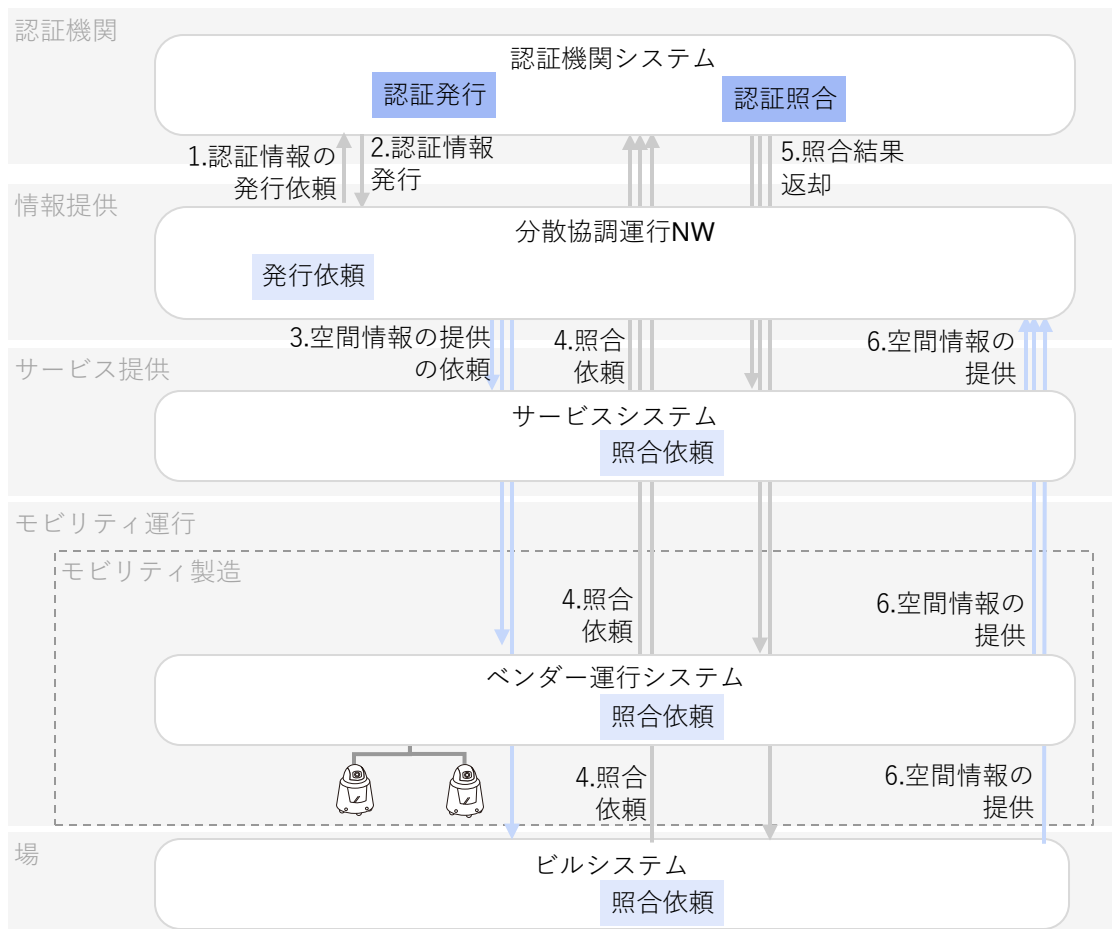 認証機関
認証機関システム
認証発行
認証照合
1.認証情報の
発行依頼
2.認証情報
発行
5.照合結果
返却
情報提供
分散協調運行NW
発行依頼
3.空間情報の提供
の依頼
4.照合
依頼
6.空間情報の
提供
サービス提供
サービスシステム
照合依頼
モビリティ運行
モビリティ製造
4.照合
依頼
6.空間情報の
提供
ベンダー運行システム
照合依頼
4.照合
依頼
6.空間情報の
提供
場
ビルシステム
照合依頼